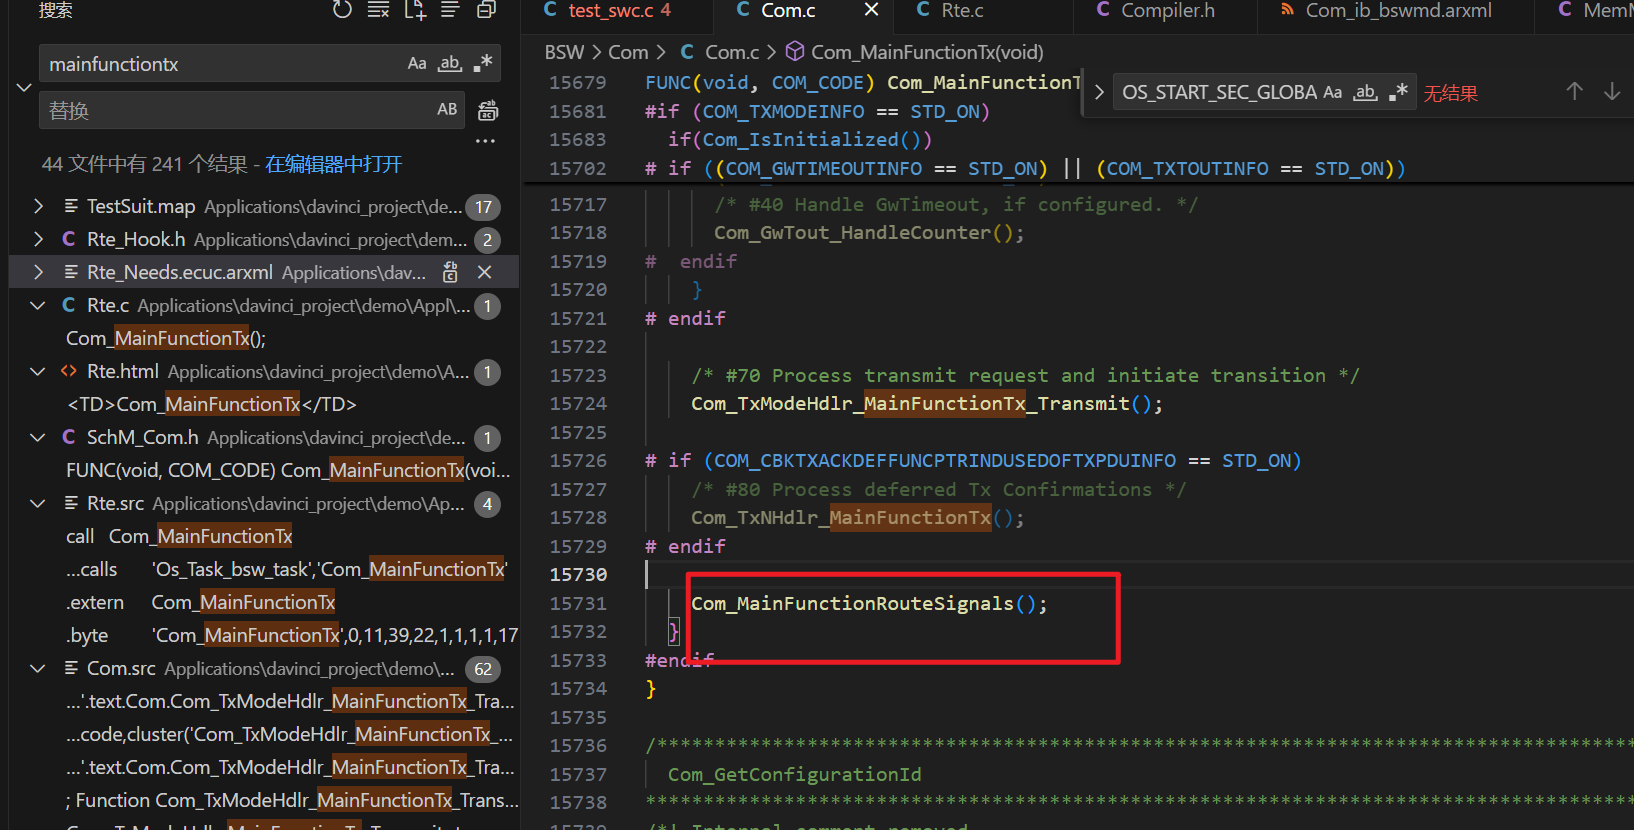 搜索
mainfunctiontx Aa ab .*
替换 AB
44 文件中有 241 个结果 - 在编辑器中打开
TestSuit.map Applications\davinci_project\de... 17
C Rte_Hook.h Applications\davinci_project\dem... 2
Rte_Needs.ecuc.arxml Applications\dav...
C Rte.c Applications\davinci_project\demo\Appl\... 1
Com_MainFunctionTx();
<> Rte.html Applications\davinci_project\demo\A... 1
<TD>Com_MainFunctionTx</TD>
C SchM_Com.h Applications\davinci_project\de... 1
FUNC(void, COM_CODE) Com_MainFunctionTx(voi...
Rte.src Applications\davinci_project\demo\Ap... 4
call Com_MainFunctionTx
...calls 'Os_Task_bsw_task','Com_MainFunctionTx'
.extern Com_MainFunctionTx
.byte 'Com_MainFunctionTx',0,11,39,22,1,1,1,1,17
Com.src Applications\davinci_project\demo\... 62
...'.text.Com.Com_TxModeHdlr_MainFunctionTx_Tra...
...code,cluster('Com_TxModeHdlr_MainFunctionTx_...
...'.text.Com.Com_TxModeHdlr_MainFunctionTx_Tra...
; Function Com_TxModeHdlr_MainFunctionTx_Trans...
C test_swc.c 4 C Com.c C Rte.c C Compiler.h Com_ib_bswmd.arxml C MemM
BSW > Com > C Com.c > Com_MainFunctionTx(void)
OS_START_SEC_GLOBA Aa ab .* 无结果
15679 FUNC(void, COM_CODE) Com_MainFunctionT
15681 #if (COM_TXMODEINFO == STD_ON)
15683 if(Com_IsInitialized())
15702 # if ((COM_GWTIMEOUTINFO == STD_ON) || (COM_TXTOUTINFO == STD_ON))
15717 /* #40 Handle GwTimeout, if configured. */
15718 Com_GwTout_HandleCounter();
15719 # endif
15720 }
15721 # endif
15722
15723 /* #70 Process transmit request and initiate transition */
15724 Com_TxModeHdlr_MainFunctionTx_Transmit();
15725
15726 # if (COM_CBKTXACKDEFFUNCPTRINDUSEDOFTXPDUINFO == STD_ON)
15727 /* #80 Process deferred Tx Confirmations */
15728 Com_TxNHdlr_MainFunctionTx();
15729 # endif
15730
15731 Com_MainFunctionRouteSignals();
15732 }
15733 #endif
15734 }
15735
15736 /**********************************************************************************
15737 Com_GetConfigurationId
15738 ***********************************************************************************